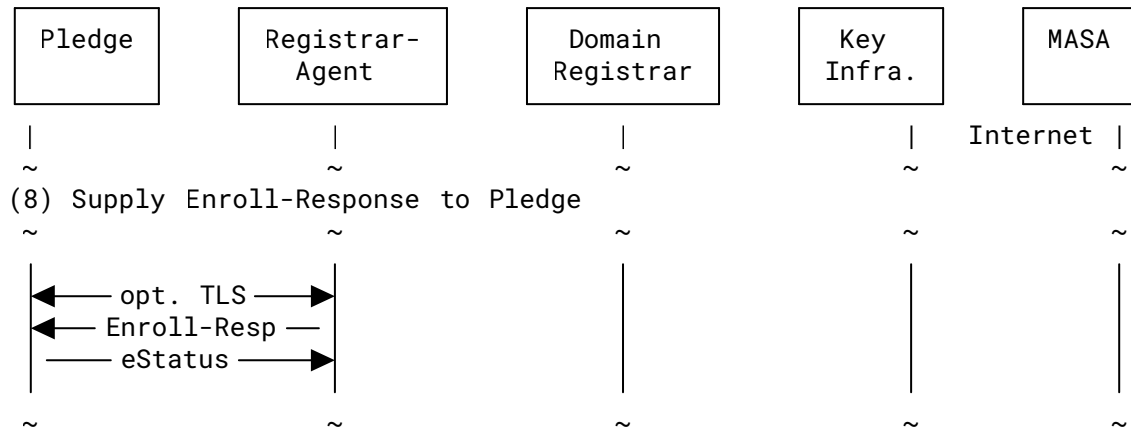 Pledge Registrar- Domain Key MASA
Agent Registrar Infra.
Internet
(8) Supply Enroll-Response to Pledge
opt. TLS
Enroll-Resp
eStatus